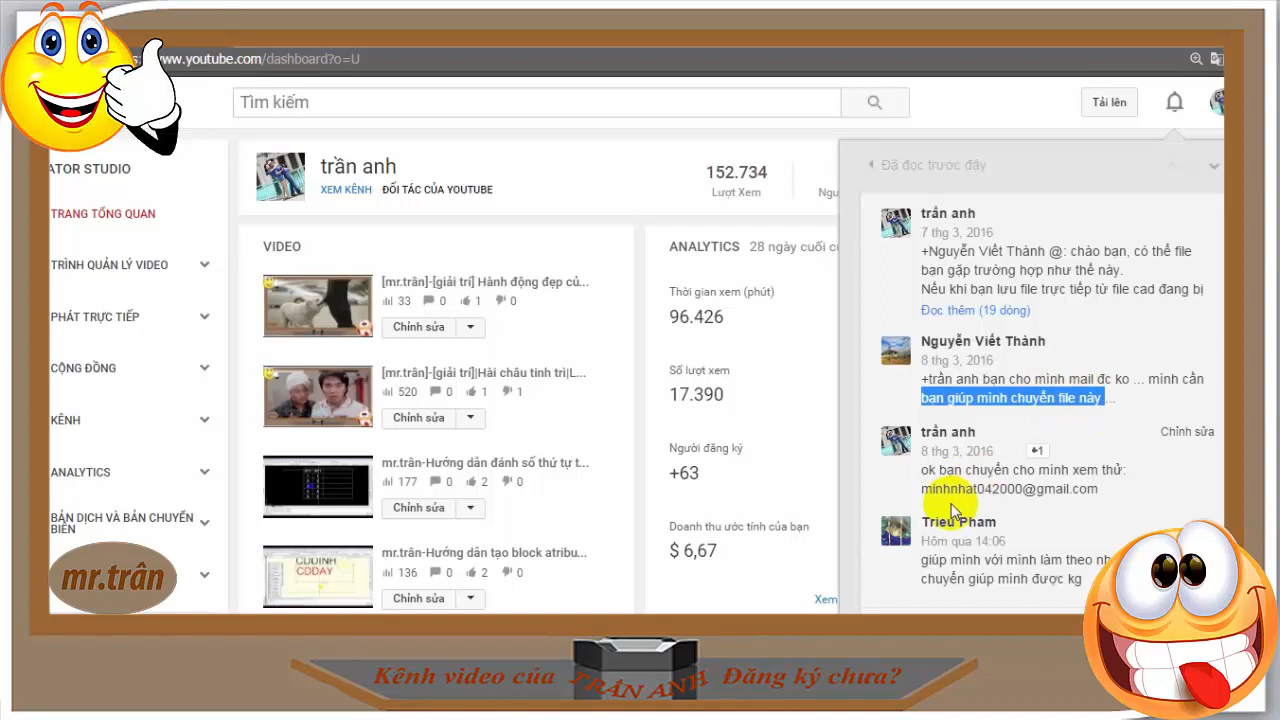 www.youtube.com/dashboard?o=U
Tìm kiếm
Tải lên
ATOR STUDIO
TRANG TỔNG QUAN
TRÌNH QUẢN LÝ VIDEO
PHÁT TRỰC TIẾP
CỘNG ĐỒNG
KÊNH
ANALYTICS
BẢN DỊCH VÀ BẢN CHUYỂN
BIÊN
mr.trân
trần anh
XEM KÊNH ĐỐI TÁC CỦA YOUTUBE
152.734
Lượt Xem
VIDEO
[mr.trân]-[giải trí] Hành động đẹp củ...
33 0 1 0
Chỉnh sửa
[mr.trân]-[giải trí]|Hài châu tinh trì|L...
520 0 1 1
Chỉnh sửa
mr.trân-Hướng dẫn đánh số thứ tự t...
177 0 2 0
Chỉnh sửa
CDDINH
CDDAY
mr.trân-Hướng dẫn tạo block atribu...
136 0 2 0
Chỉnh sửa
ANALYTICS 28 ngày cuối c
Thời gian xem (phút)
96.426
Số lượt xem
17.390
Người đăng ký
+63
Doanh thu ước tính của bạn
$ 6,67
Xem
Đã đọc trước đây
trần anh
7 thg 3, 2016
+Nguyễn Viết Thành @: chào bạn, có thể file
bạn gặp trường hợp như thế này.
Nếu khi bạn lưu file trực tiếp từ file cad đang bị
Đọc thêm (19 dòng)
Nguyễn Viết Thành
8 thg 3, 2016
+trần anh bạn cho mình mail đc ko ... mình cần
bạn giúp mình chuyển file này ...
trần anh
Chỉnh sửa
8 thg 3, 2016 +1
ok bạn chuyển cho mình xem thử:
minhnhat042000@gmail.com
Trieu Pham
Hôm qua 14:06
giúp mình với mình làm theo nh
chuyển giúp mình được kg
Kênh video của TRẦN ANH Đăng ký chưa?